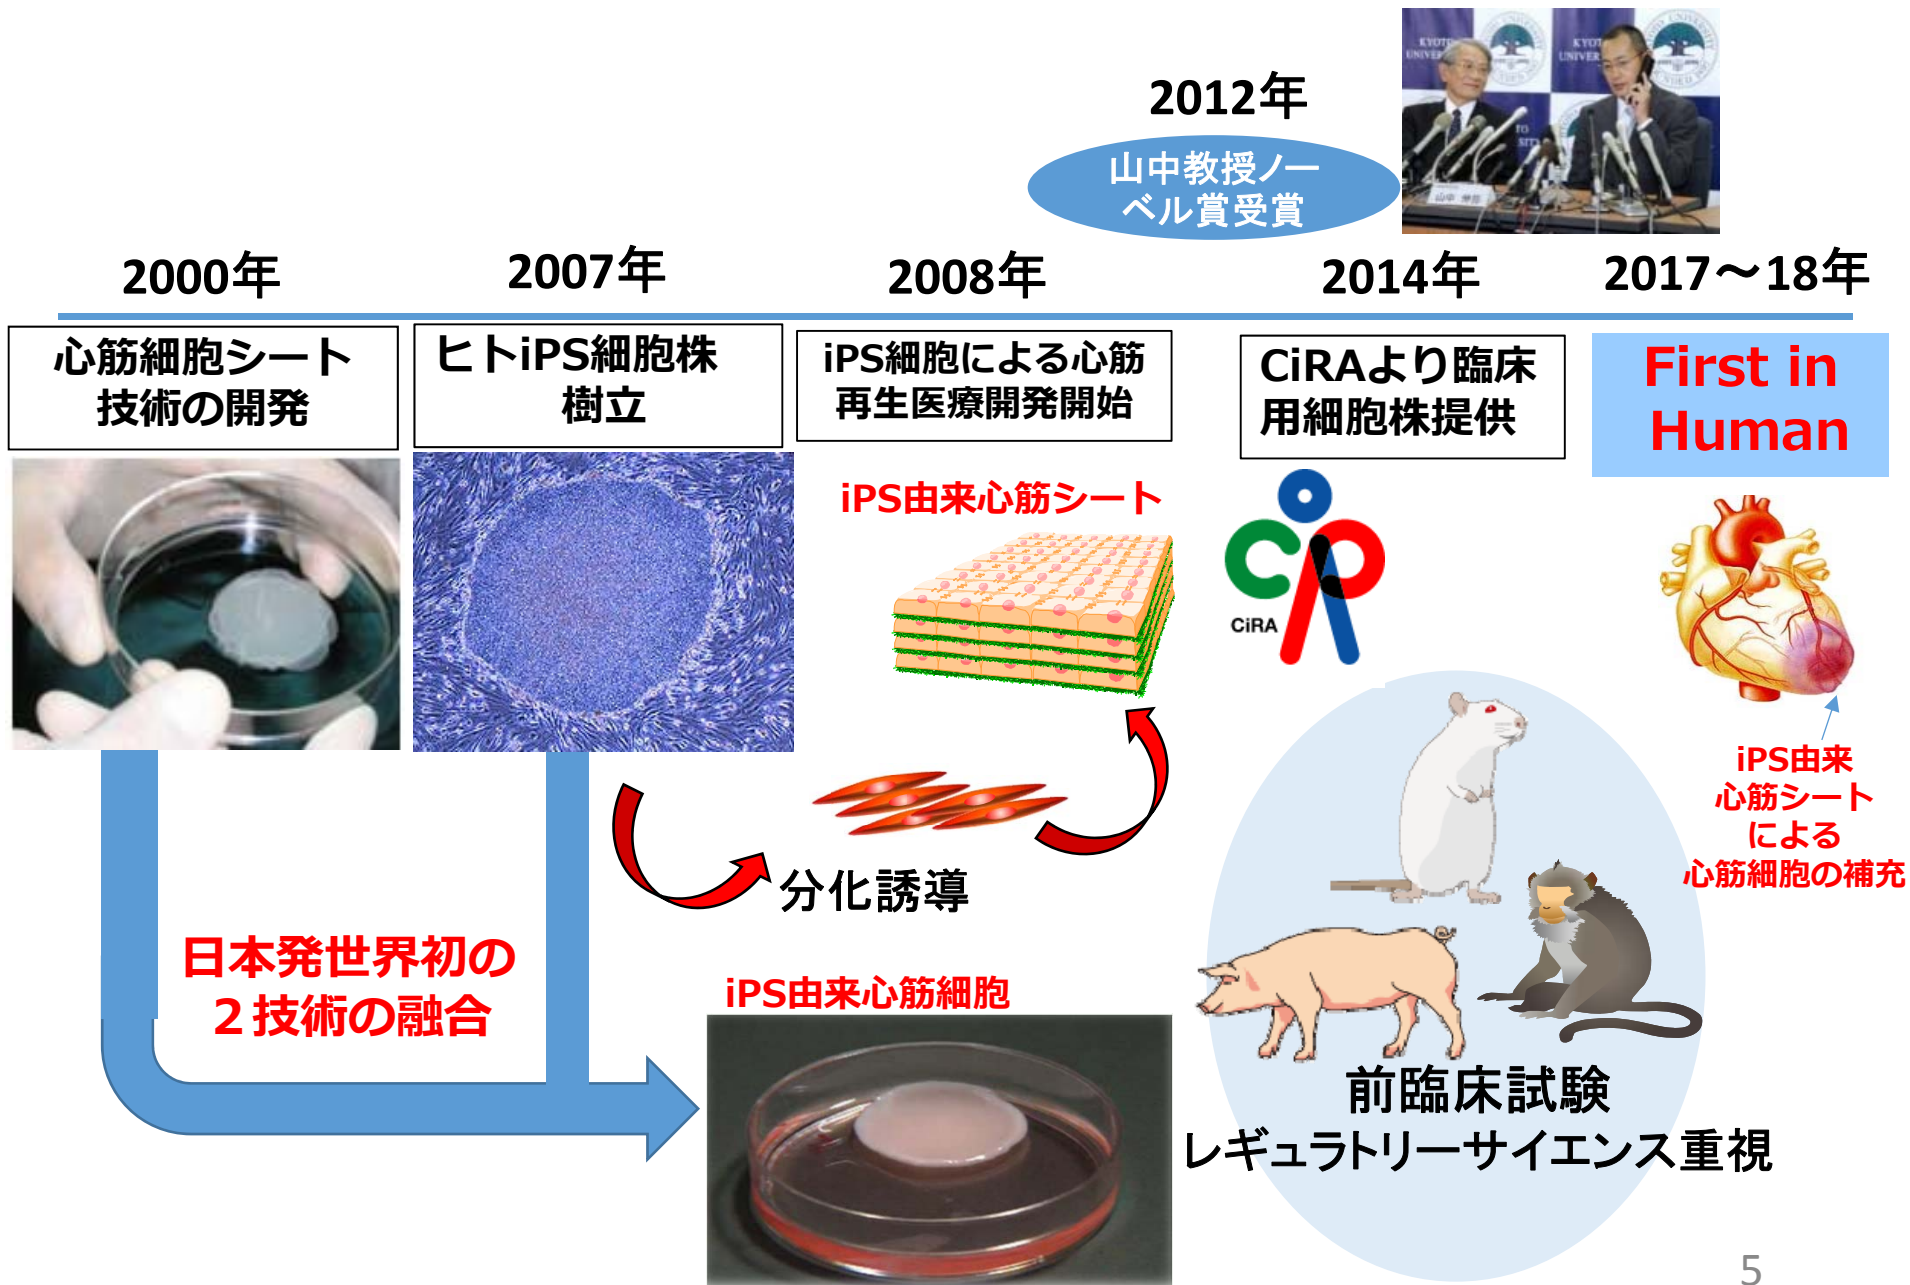 2012年
山中教授ノー
ベル賞受賞
2000年
2007年
2008年
2014年
2017～18年
心筋細胞シート
技術の開発
ヒトiPS細胞株
樹立
iPS細胞による心筋
再生医療開発開始
CiRAより臨床
用細胞株提供
First in
Human
iPS由来心筋シート
CiRA
iPS由来
心筋シート
による
心筋細胞の補充
分化誘導
日本発世界初の
２技術の融合
iPS由来心筋細胞
前臨床試験
レギュラトリーサイエンス重視
5